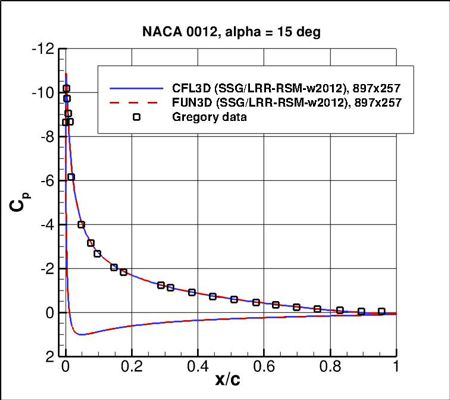 NACA 0012, alpha = 15 deg
-12
-10
-8
-6
-4
-2
0
2
Cp
CFL3D (SSG/LRR-RSM-w2012), 897x257
FUN3D (SSG/LRR-RSM-w2012), 897x257
Gregory data
0 0.2 0.4 0.6 0.8 1
x/c